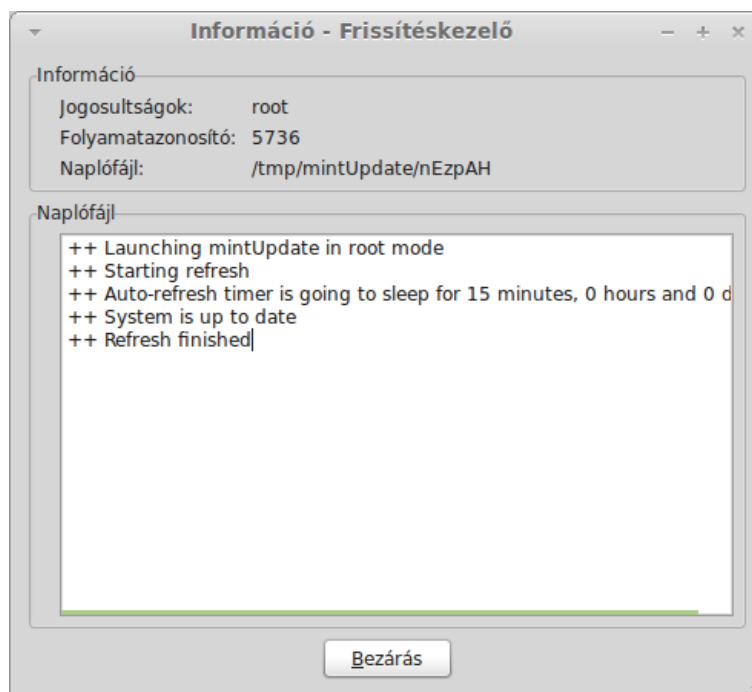 Információ - Frissítéskezelő
Információ
Jogosultságok: root
Folyamatazonosító: 5736
Naplófájl: /tmp/mintUpdate/nEzpAH
Naplófájl
++ Launching mintUpdate in root mode
++ Starting refresh
++ Auto-refresh timer is going to sleep for 15 minutes, 0 hours and 0 d
++ System is up to date
++ Refresh finished
Bezárás